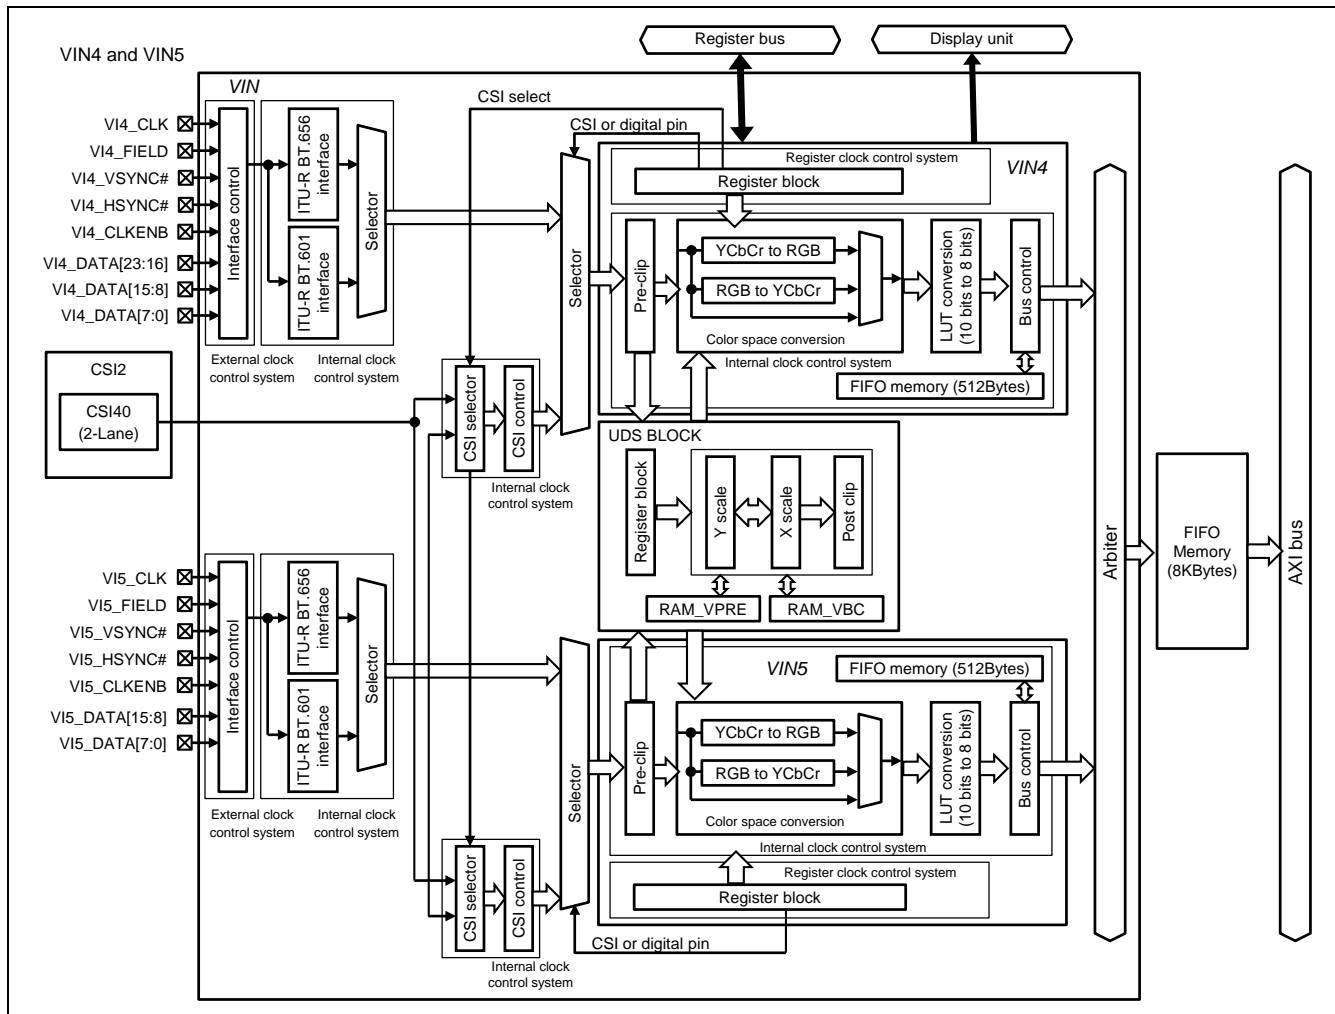 Register bus
Display unit
VIN4 and VIN5
VIN
CSI select
CSI or digital pin
VI4_CLK
VI4_FIELD
VI4_VSYNC#
VI4_HSYNC#
VI4_CLKENB
VI4_DATA[23:16]
VI4_DATA[15:8]
VI4_DATA[7:0]
Interface control
ITU-R BT.656
interface
ITU-R BT.601
interface
Selector
External clock
control system
Internal clock
control system
Selector
Register clock control system
VIN4
Register block
Pre-clip
YCbCr to RGB
RGB to YCbCr
Color space conversion
LUT conversion
(10 bits to 8 bits)
Bus control
Internal clock control system
FIFO memory (512Bytes)
CSI2
CSI40
(2-Lane)
CSI selector
CSI control
Internal clock
control system
UDS BLOCK
Register block
Y scale
X scale
Post clip
RAM_VPRE
RAM_VBC
Arbiter
FIFO
Memory
(8KBytes)
AXI bus
VI5_CLK
VI5_FIELD
VI5_VSYNC#
VI5_HSYNC#
VI5_CLKENB
VI5_DATA[15:8]
VI5_DATA[7:0]
Interface control
ITU-R BT.656
interface
ITU-R BT.601
interface
Selector
External clock
control system
Internal clock
control system
Selector
VIN5
FIFO memory (512Bytes)
Pre-clip
YCbCr to RGB
RGB to YCbCr
Color space conversion
LUT conversion
(10 bits to 8 bits)
Bus control
Internal clock control system
Register clock control system
Register block
CSI selector
CSI control
CSI or digital pin
Internal clock
control system